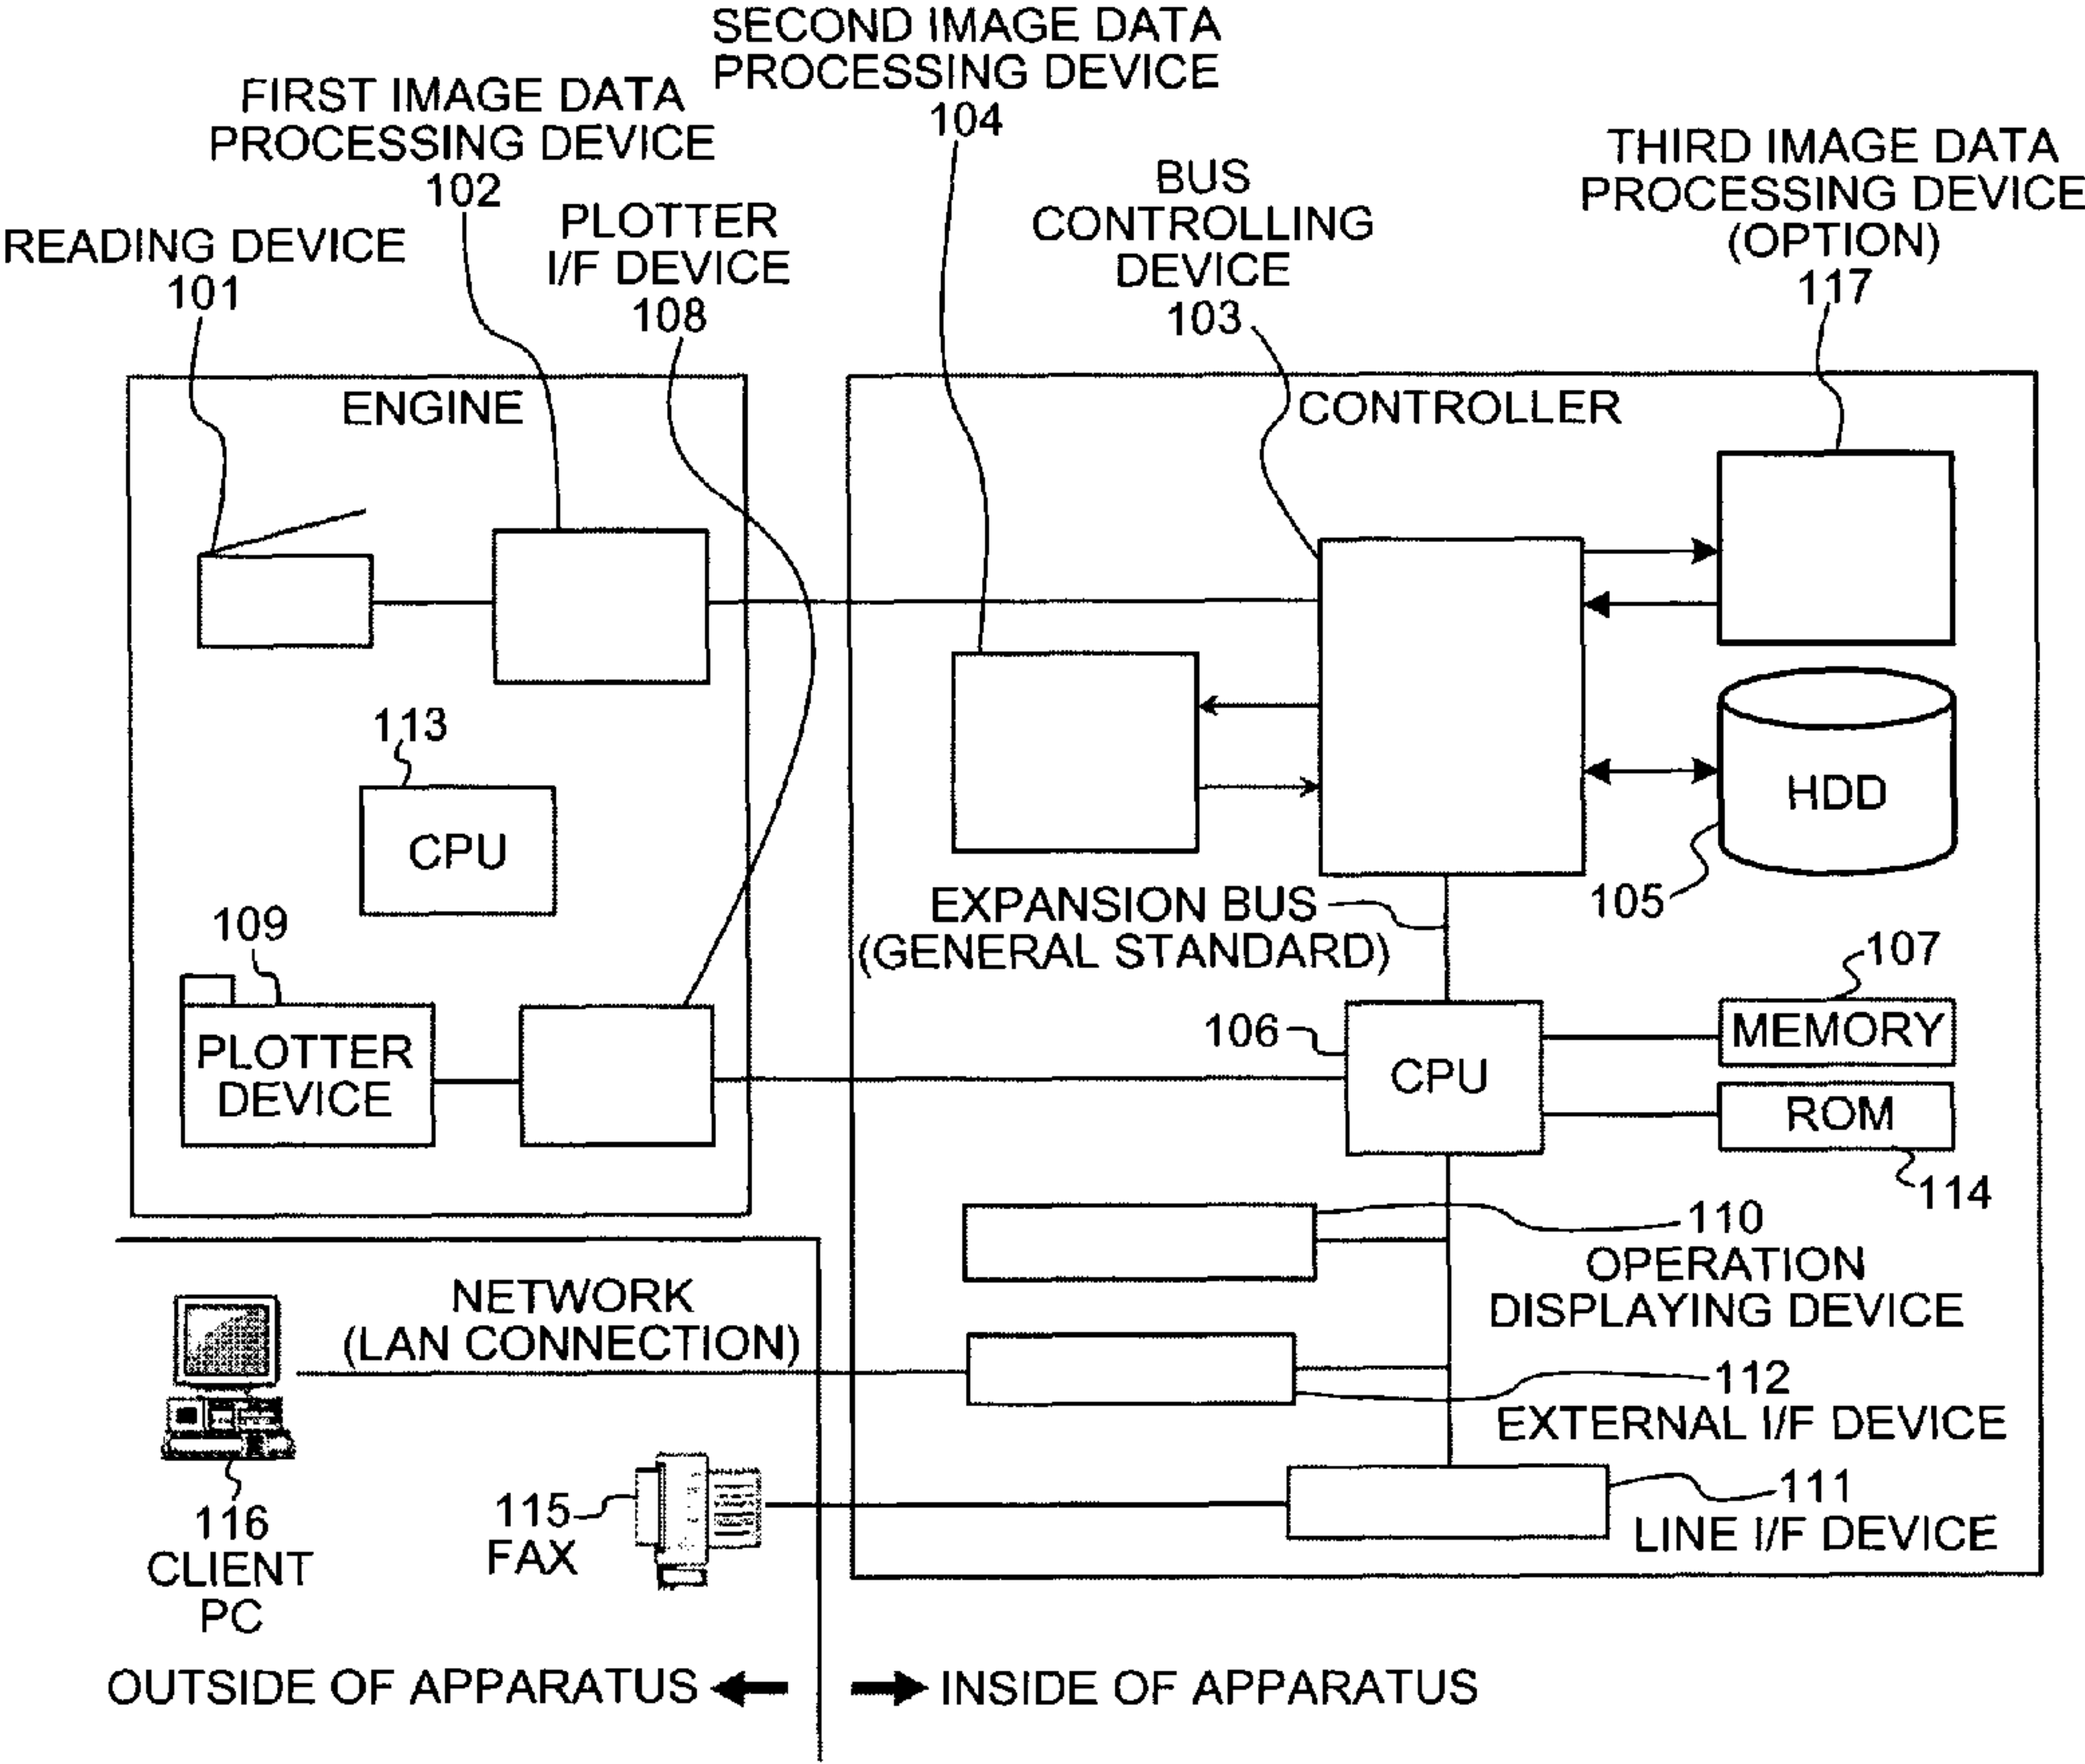 SECOND IMAGE DATA
PROCESSING DEVICE
104
FIRST IMAGE DATA
PROCESSING DEVICE
102
THIRD IMAGE DATA
PROCESSING DEVICE
(OPTION)
117
BUS
CONTROLLING
DEVICE
103
PLOTTER
I/F DEVICE
108
READING DEVICE
101
ENGINE
CONTROLLER
113
CPU
HDD
105
EXPANSION BUS
(GENERAL STANDARD)
109
PLOTTER
DEVICE
106
CPU
107
MEMORY
ROM
114
110
OPERATION
DISPLAYING DEVICE
NETWORK
(LAN CONNECTION)
112
EXTERNAL I/F DEVICE
111
LINE I/F DEVICE
115
FAX
116
CLIENT
PC
OUTSIDE OF APPARATUS
INSIDE OF APPARATUS